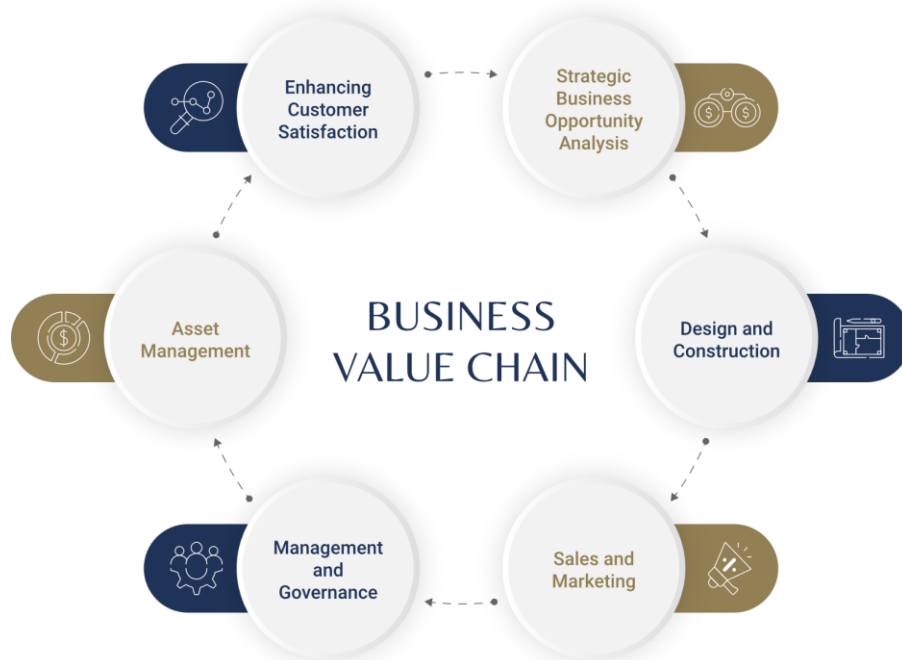 Enhancing
Customer
Satisfaction
Strategic
Business
Opportunity
Analysis
Asset
Management
BUSINESS
VALUE CHAIN
Design and
Construction
Management
and
Governance
Sales and
Marketing